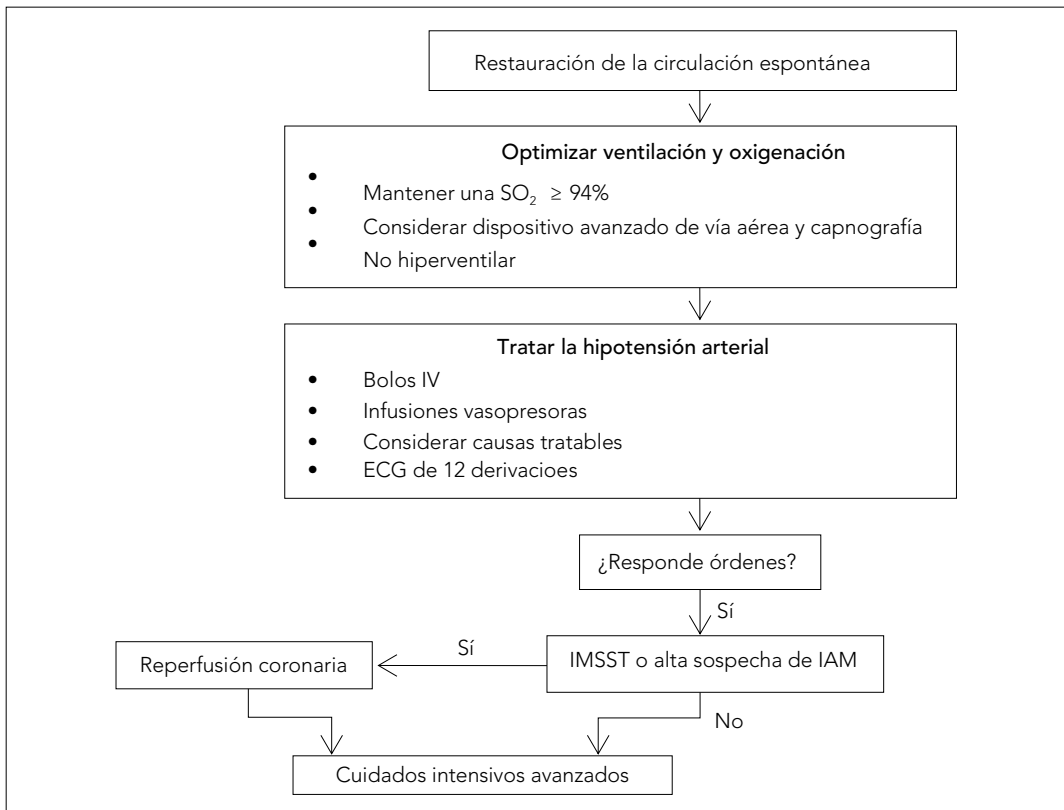 Restauración de la circulación espontánea
Optimizar ventilación y oxigenación
• Mantener una SO₂ ≥ 94%
• Considerar dispositivo avanzado de vía aérea y capnografía
• No hiperventilar
Tratar la hipotensión arterial
• Bolos IV
• Infusiones vasopresoras
• Considerar causas tratables
• ECG de 12 derivacioes
¿Responde órdenes?
Sí
Sí
Reperfusión coronaria
IMSST o alta sospecha de IAM
No
Cuidados intensivos avanzados